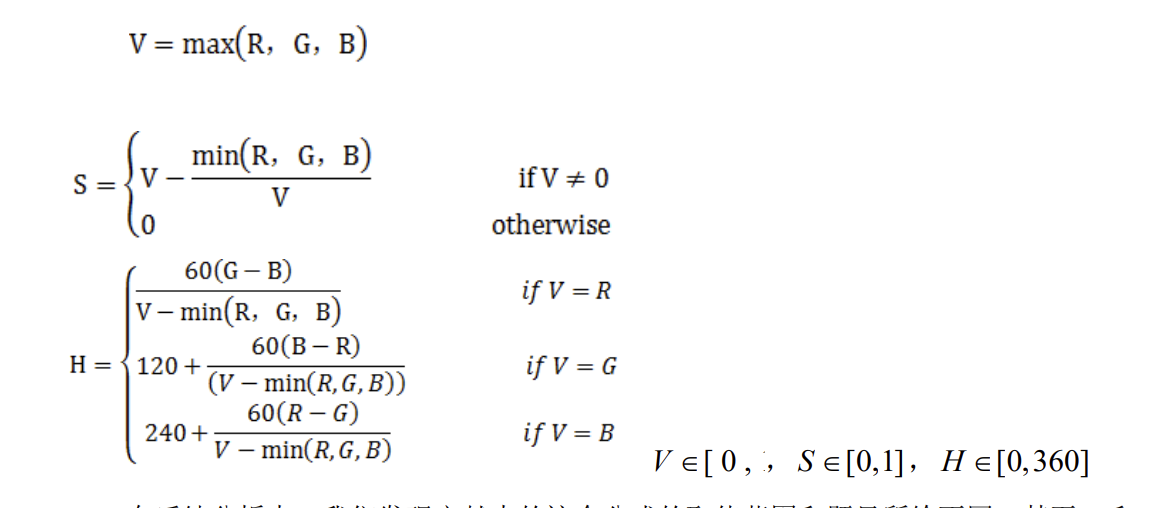 V = max(R, G, B)
S = { V − min(R, G, B) / V if V ≠ 0
0 otherwise
H = { 60(G − B) / V − min(R, G, B) if V = R
120 + 60(B − R) / (V − min(R,G,B)) if V = G
240 + 60(R − G) / V − min(R,G,B) if V = B
V ∈[ 0 , , S ∈[0,1], H ∈[0,360]